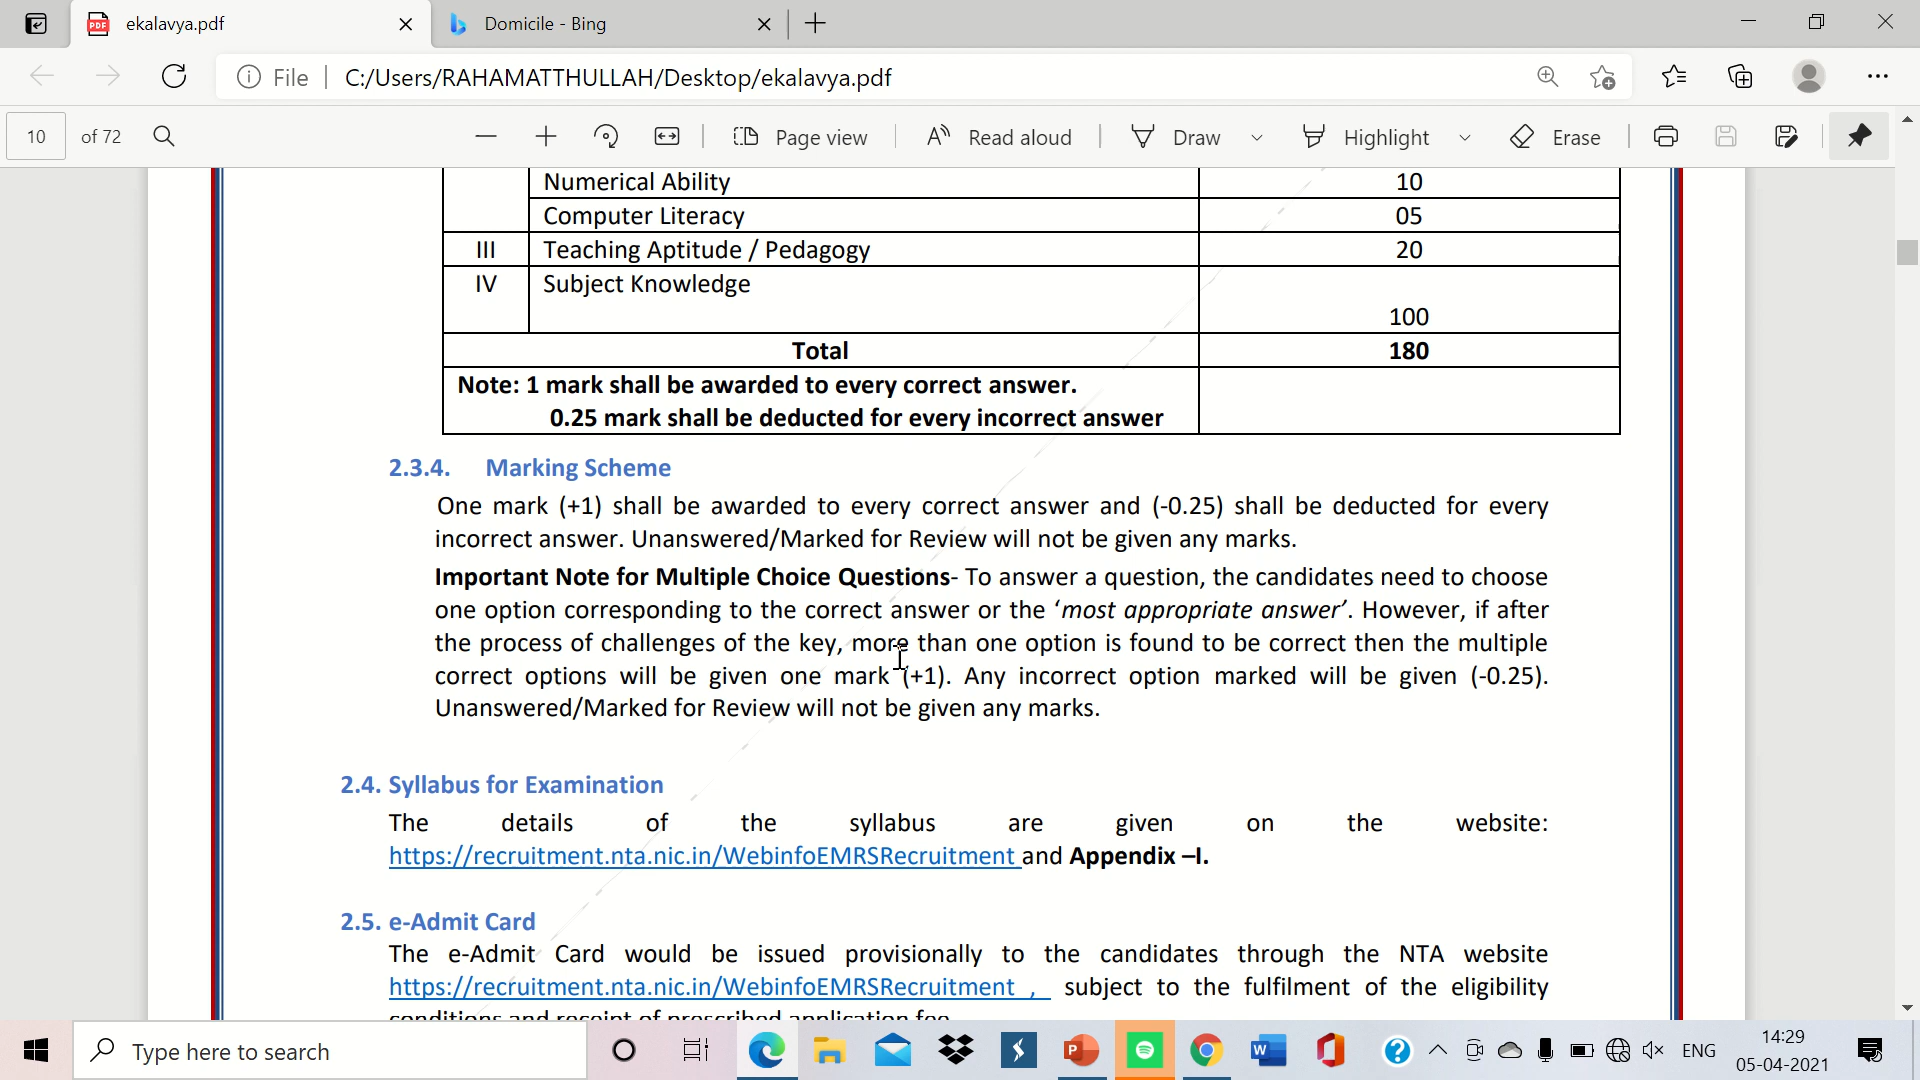 ekalavya.pdf
Domicile - Bing
File
C:/Users/RAHAMATTHULLAH/Desktop/ekalavya.pdf
10 of 72
Page view
Read aloud
Draw
Highlight
Erase
Numerical Ability 10
Computer Literacy 05
III Teaching Aptitude / Pedagogy 20
IV Subject Knowledge
100
Total 180
Note: 1 mark shall be awarded to every correct answer.
0.25 mark shall be deducted for every incorrect answer
2.3.4. Marking Scheme
One mark (+1) shall be awarded to every correct answer and (-0.25) shall be deducted for every
incorrect answer. Unanswered/Marked for Review will not be given any marks.
Important Note for Multiple Choice Questions- To answer a question, the candidates need to choose
one option corresponding to the correct answer or the ‘most appropriate answer’. However, if after
the process of challenges of the key, more than one option is found to be correct then the multiple
correct options will be given one mark (+1). Any incorrect option marked will be given (-0.25).
Unanswered/Marked for Review will not be given any marks.
2.4. Syllabus for Examination
The details of the syllabus are given on the website:
https://recruitment.nta.nic.in/WebinfoEMRSRecruitment and Appendix –I.
2.5. e-Admit Card
The e-Admit Card would be issued provisionally to the candidates through the NTA website
https://recruitment.nta.nic.in/WebinfoEMRSRecruitment , subject to the fulfilment of the eligibility
conditions and receipt of prescribed application fee.
Type here to search
ENG
14:29
05-04-2021